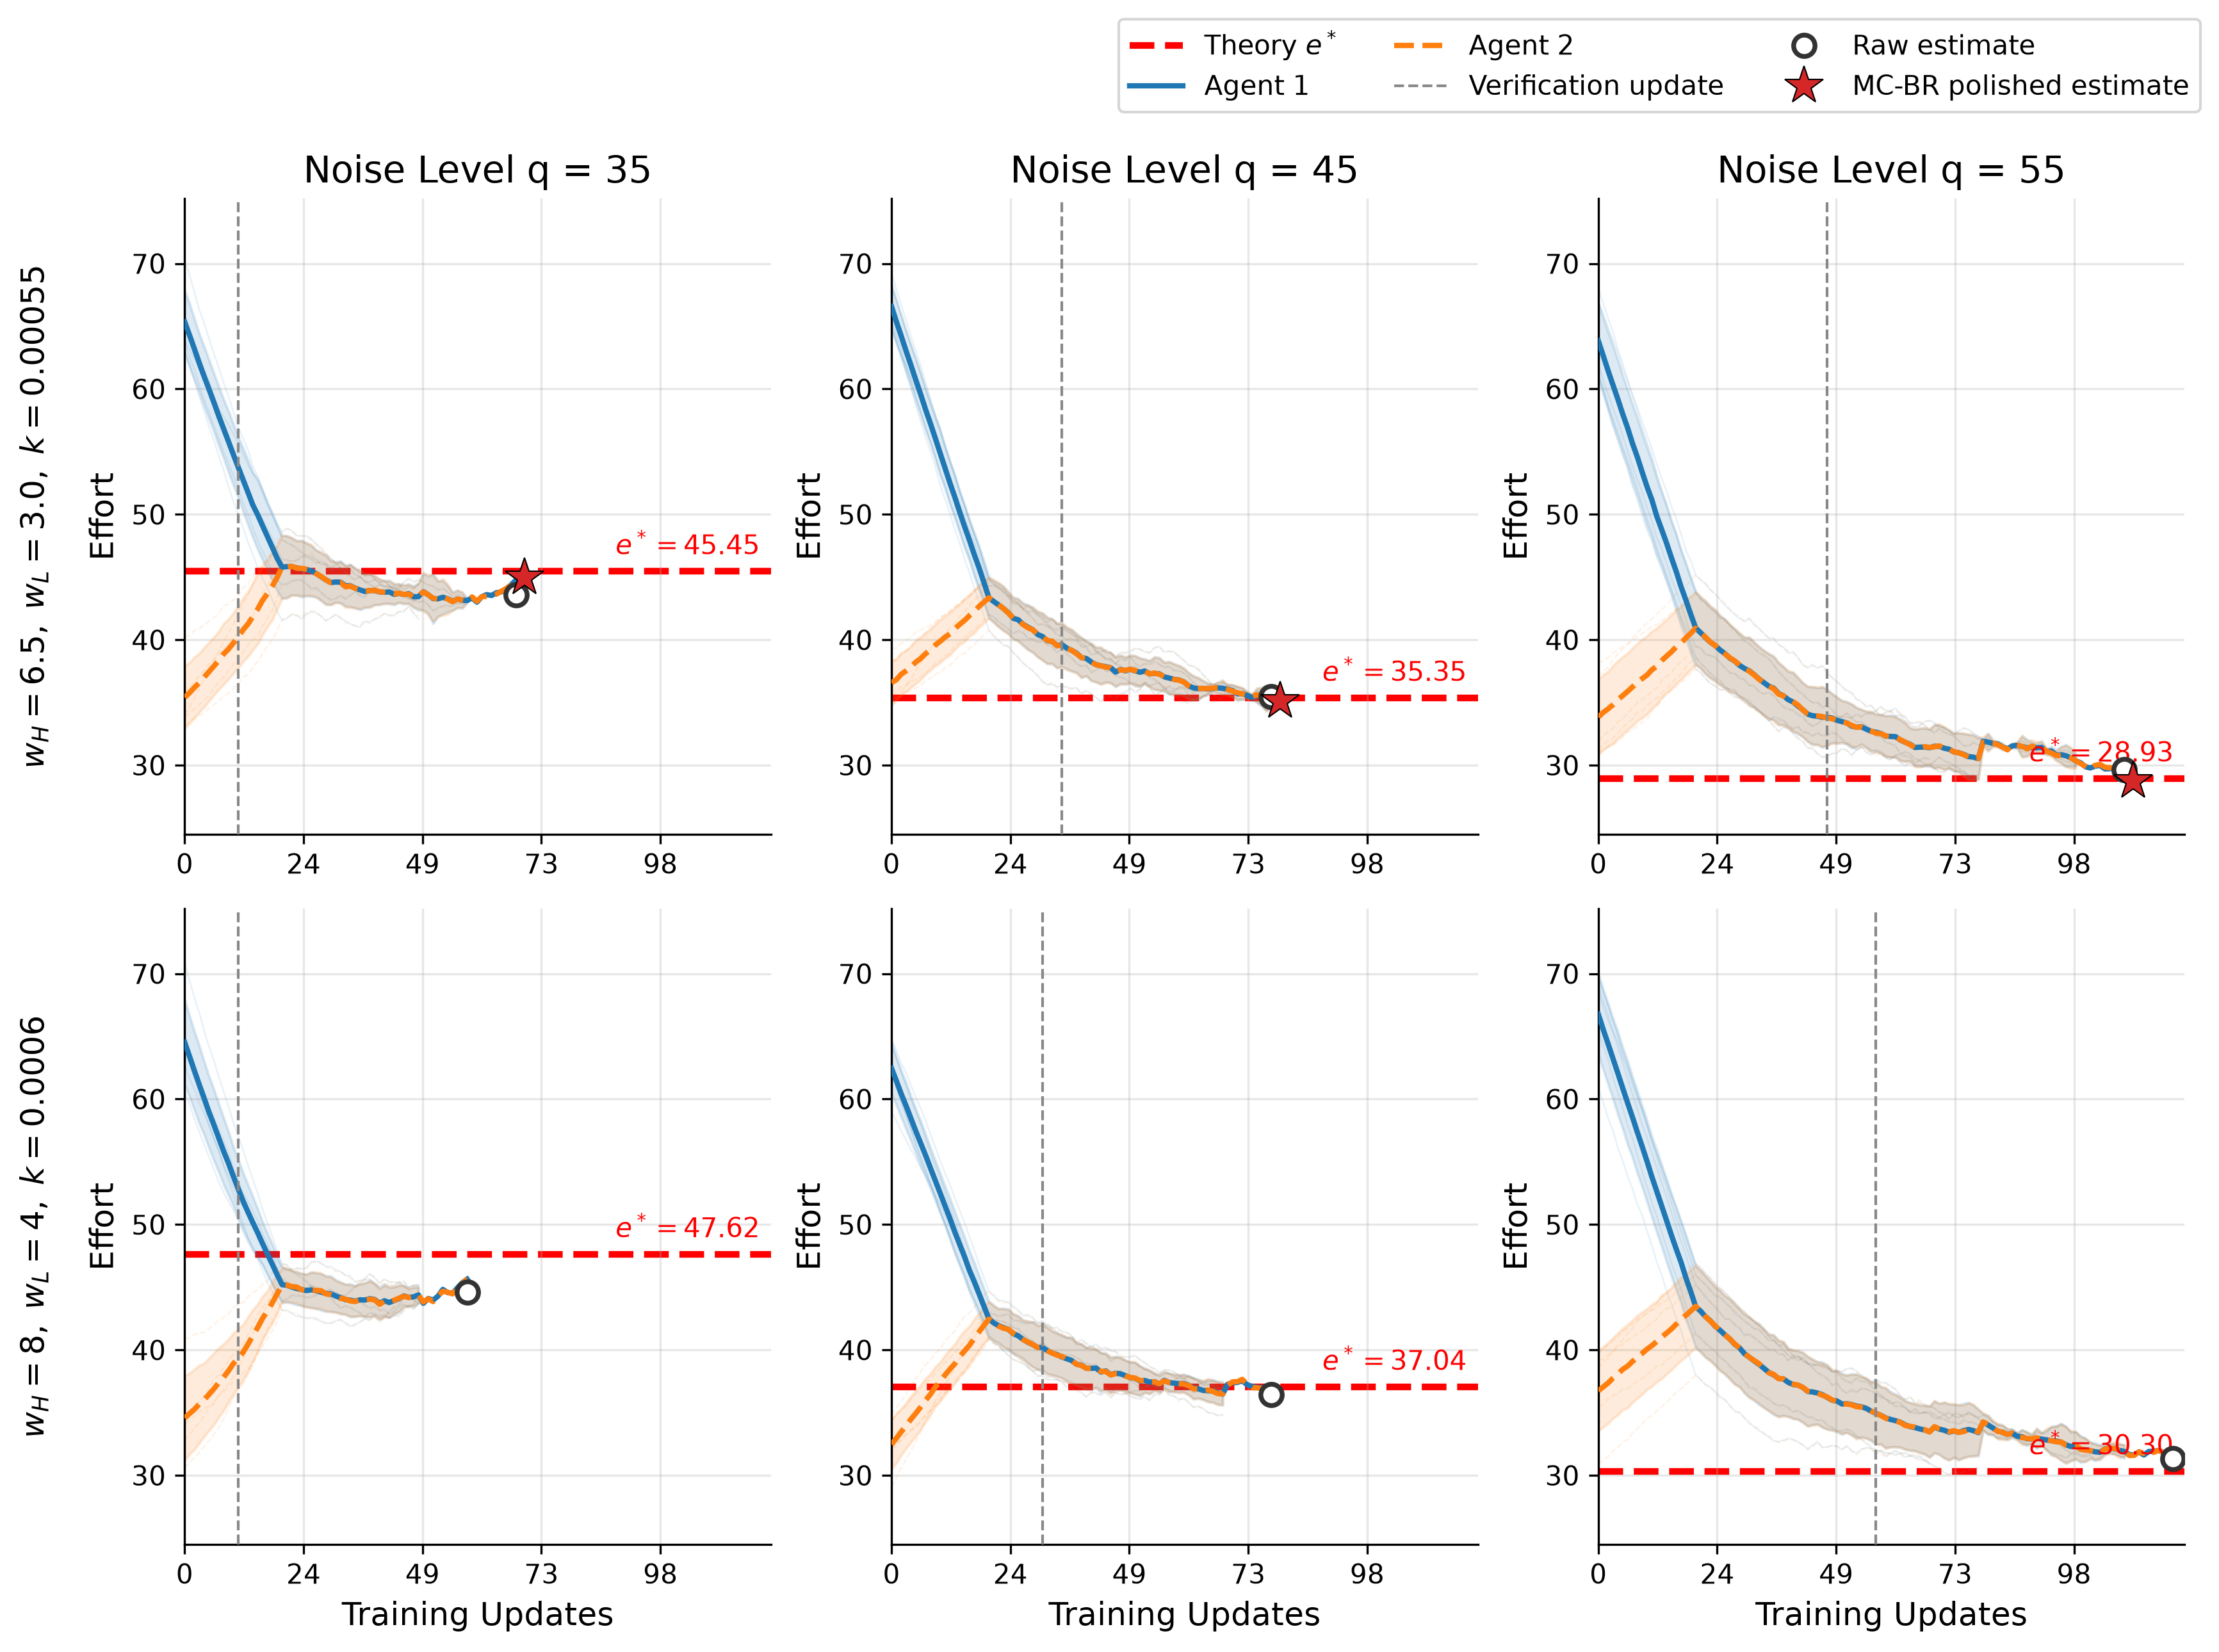 Theory e*
Agent 1
Agent 2
Verification update
Raw estimate
MC-BR polished estimate
Noise Level q = 35
Noise Level q = 45
Noise Level q = 55
w_H = 6.5, w_L = 3.0, k = 0.00055
Effort
70
60
50
40
30
e* = 45.45
0 24 49 73 98
Effort
70
60
50
40
30
e* = 35.35
0 24 49 73 98
Effort
70
60
50
40
30
e* = 28.93
0 24 49 73 98
w_H = 8, w_L = 4, k = 0.0006
Effort
70
60
50
40
30
e* = 47.62
0 24 49 73 98
Training Updates
Effort
70
60
50
40
30
e* = 37.04
0 24 49 73 98
Training Updates
Effort
70
60
50
40
30
e* = 30.30
0 24 49 73 98
Training Updates